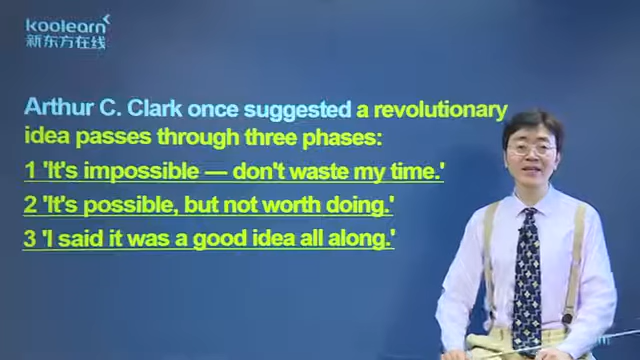 koolearn
新东方在线
Arthur C. Clark once suggested a revolutionary
idea passes through three phases:
1 'It's impossible — don't waste my time.'
2 'It's possible, but not worth doing.'
3 'I said it was a good idea all along.'